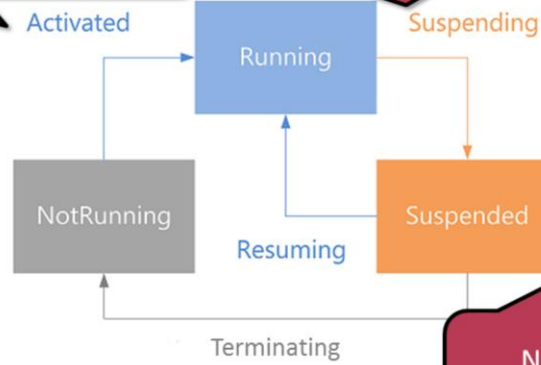 Activated
Suspending
Running
NotRunning
Suspended
Resuming
Terminating